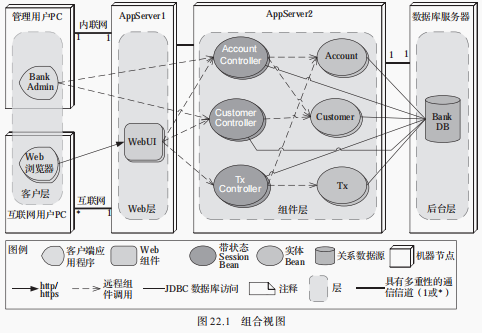 管理用户PC
AppServer1
AppServer2
数据库服务器
内联网
1
1
1
1
Bank
Admin
Account
Controller
Account
Customer
Controller
Customer
Bank
DB
WebUI
Web
浏览器
Tx
Controller
Tx
客户层
互联网
*
1
互联网用户PC
Web层
组件层
后台层
图例
客户端应
用程序
Web
组件
带状态
Session
Bean
实体
Bean
关系数据源
机器节点
http/
https
远程组
件调用
JDBC 数据库访问
注释
层
具有多重性的通
信信道（1或*）
图 22.1 组合视图